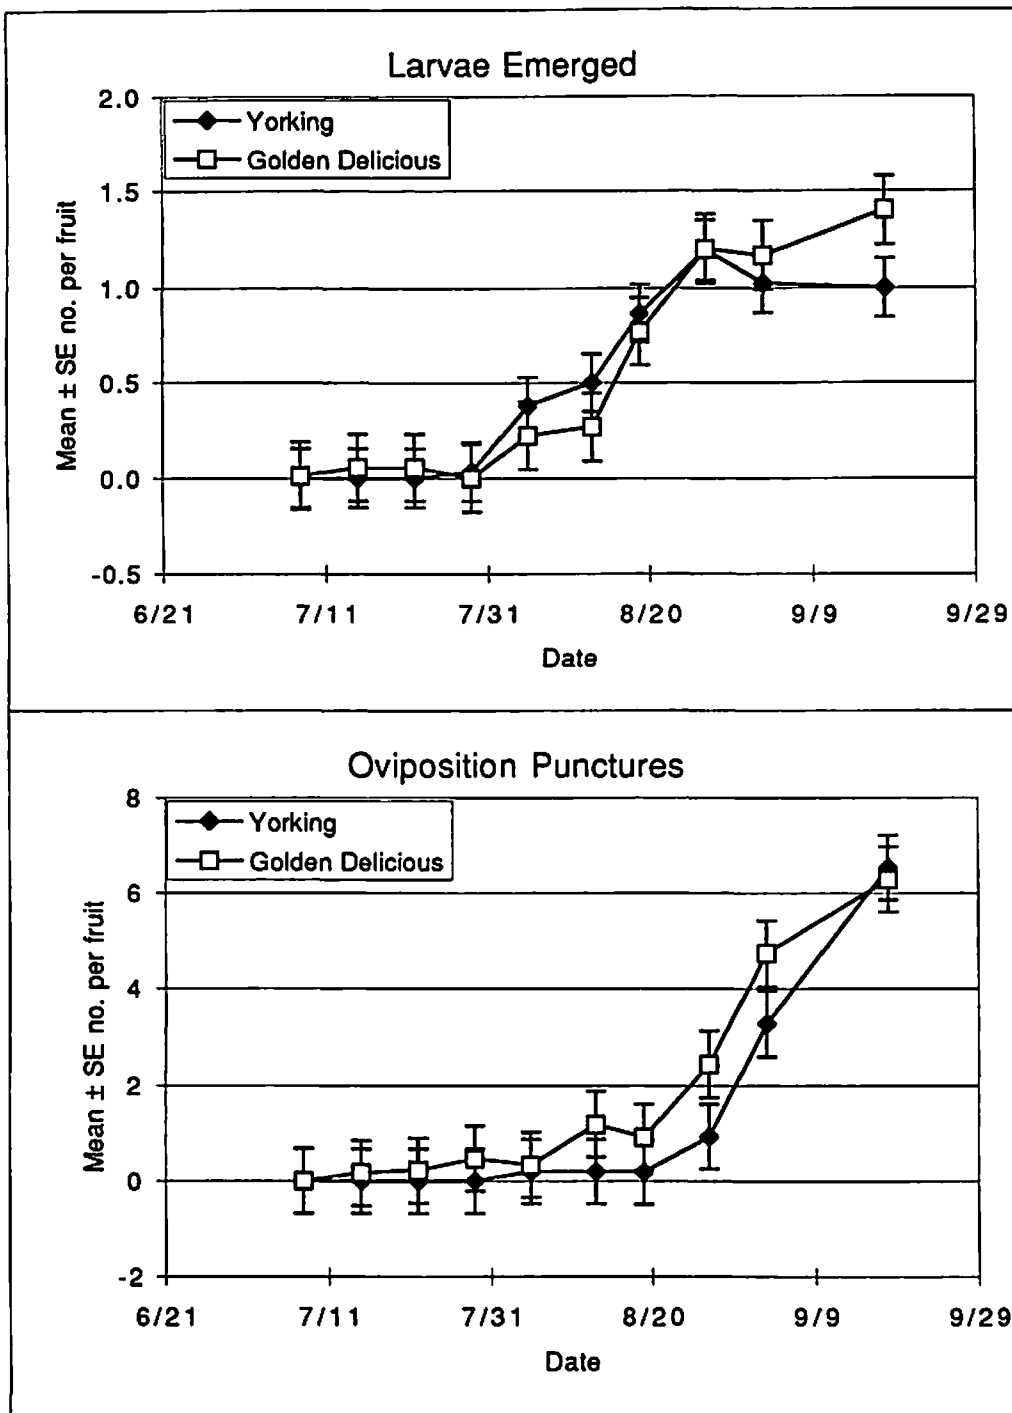 Larvae Emerged
2.0
Yorking
Golden Delicious
1.5
1.0
0.5
0.0
-0.5
Mean ± SE no. per fruit
6/21 7/11 7/31 8/20 9/9 9/29
Date
Oviposition Punctures
8
Yorking
Golden Delicious
6
4
2
0
-2
Mean ± SE no. per fruit
6/21 7/11 7/31 8/20 9/9 9/29
Date